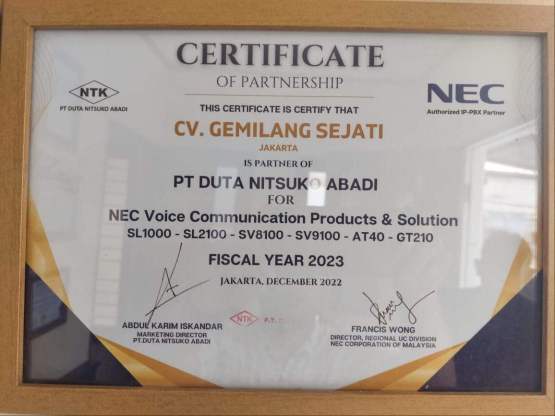 CERTIFICATE
OF PARTNERSHIP
NTK
PT DUTA NITSUKO ABADI
NEC
Authorized IP-PBX Partner
THIS CERTIFICATE IS CERTIFY THAT
CV. GEMILANG SEJATI
JAKARTA
IS PARTNER OF
PT DUTA NITSUKO ABADI
FOR
NEC Voice Communication Products & Solution
SL1000 - SL2100 - SV8100 - SV9100 - AT40 - GT210
FISCAL YEAR 2023
JAKARTA, DECEMBER 2022
NTK
ABDUL KARIM ISKANDAR
MARKETING DIRECTOR
PT.DUTA NITSUKO ABADI
FRANCIS WONG
DIRECTOR, REGIONAL UC DIVISION
NEC CORPORATION OF MALAYSIA